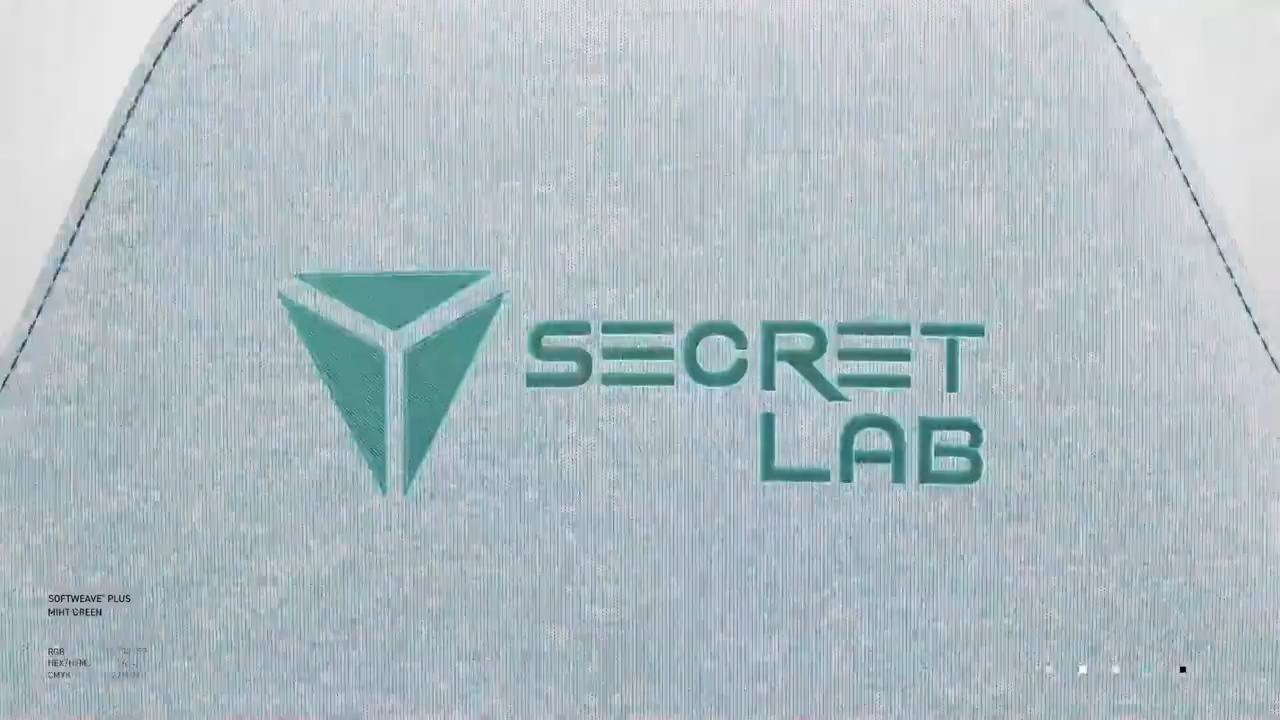 SECRET
LAB
SOFTWEAVE® PLUS
MINT GREEN
RGB
HEX/HTML
CMYK